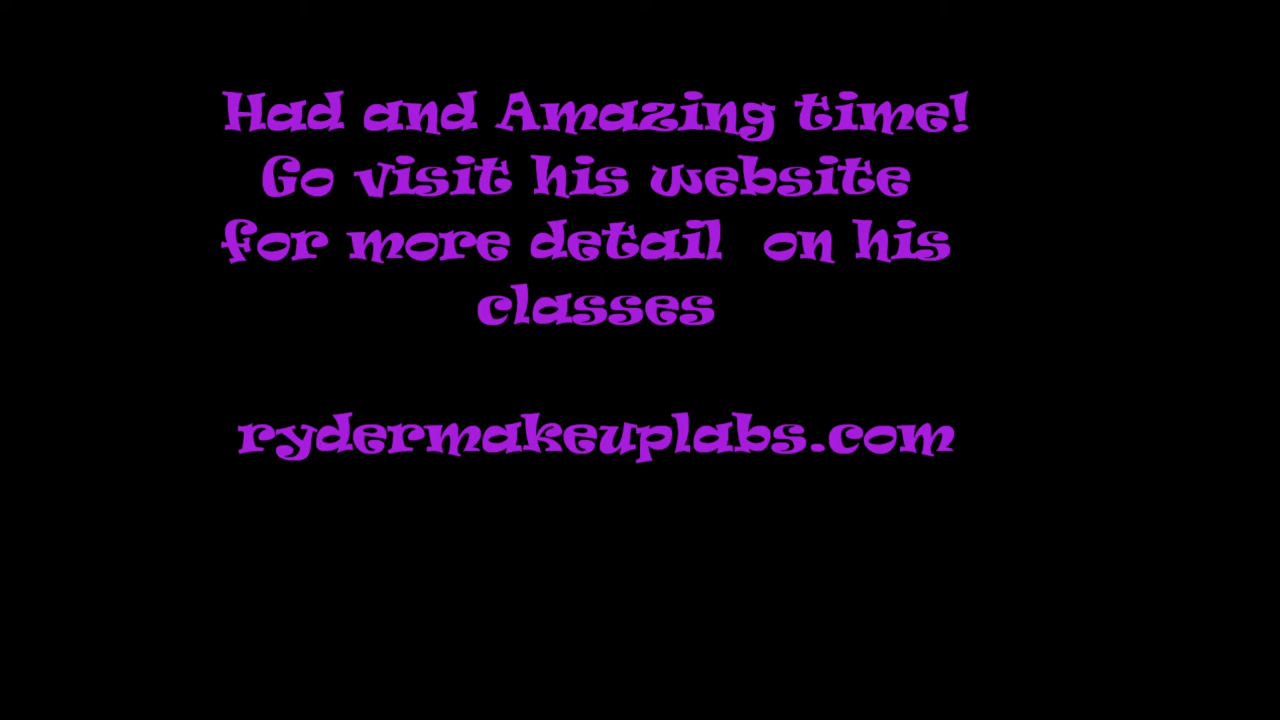 Had and Amazing time!
Go visit his website
for more detail on his
classes
rydermakeuplabs.com